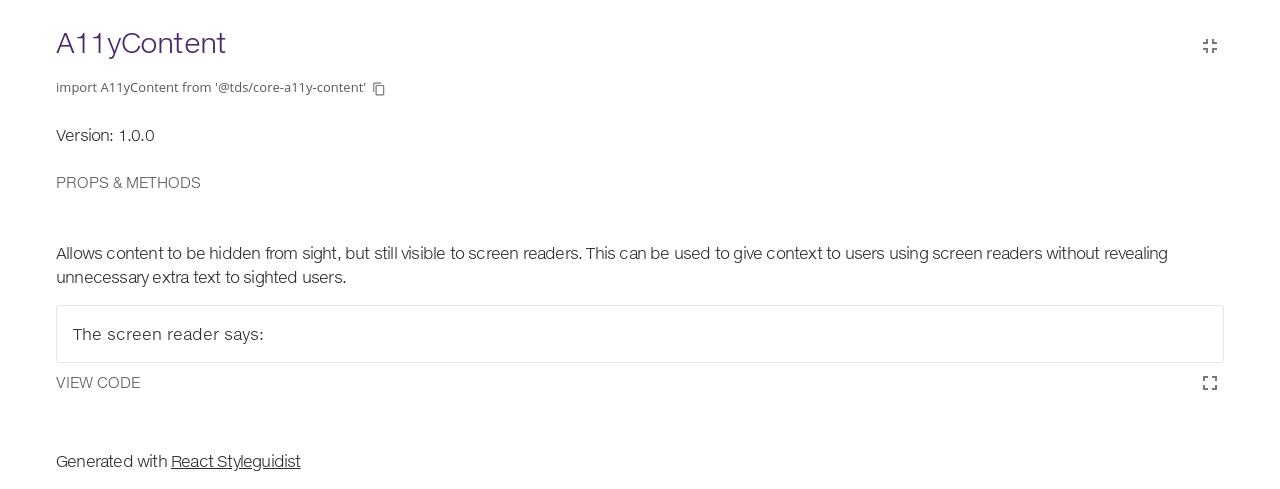 A11yContent
import A11yContent from '@tds/core-a11y-content'
Version: 1.0.0
PROPS & METHODS
Allows content to be hidden from sight, but still visible to screen readers. This can be used to give context to users using screen readers without revealing
unnecessary extra text to sighted users.
The screen reader says:
VIEW CODE
Generated with React Styleguidist